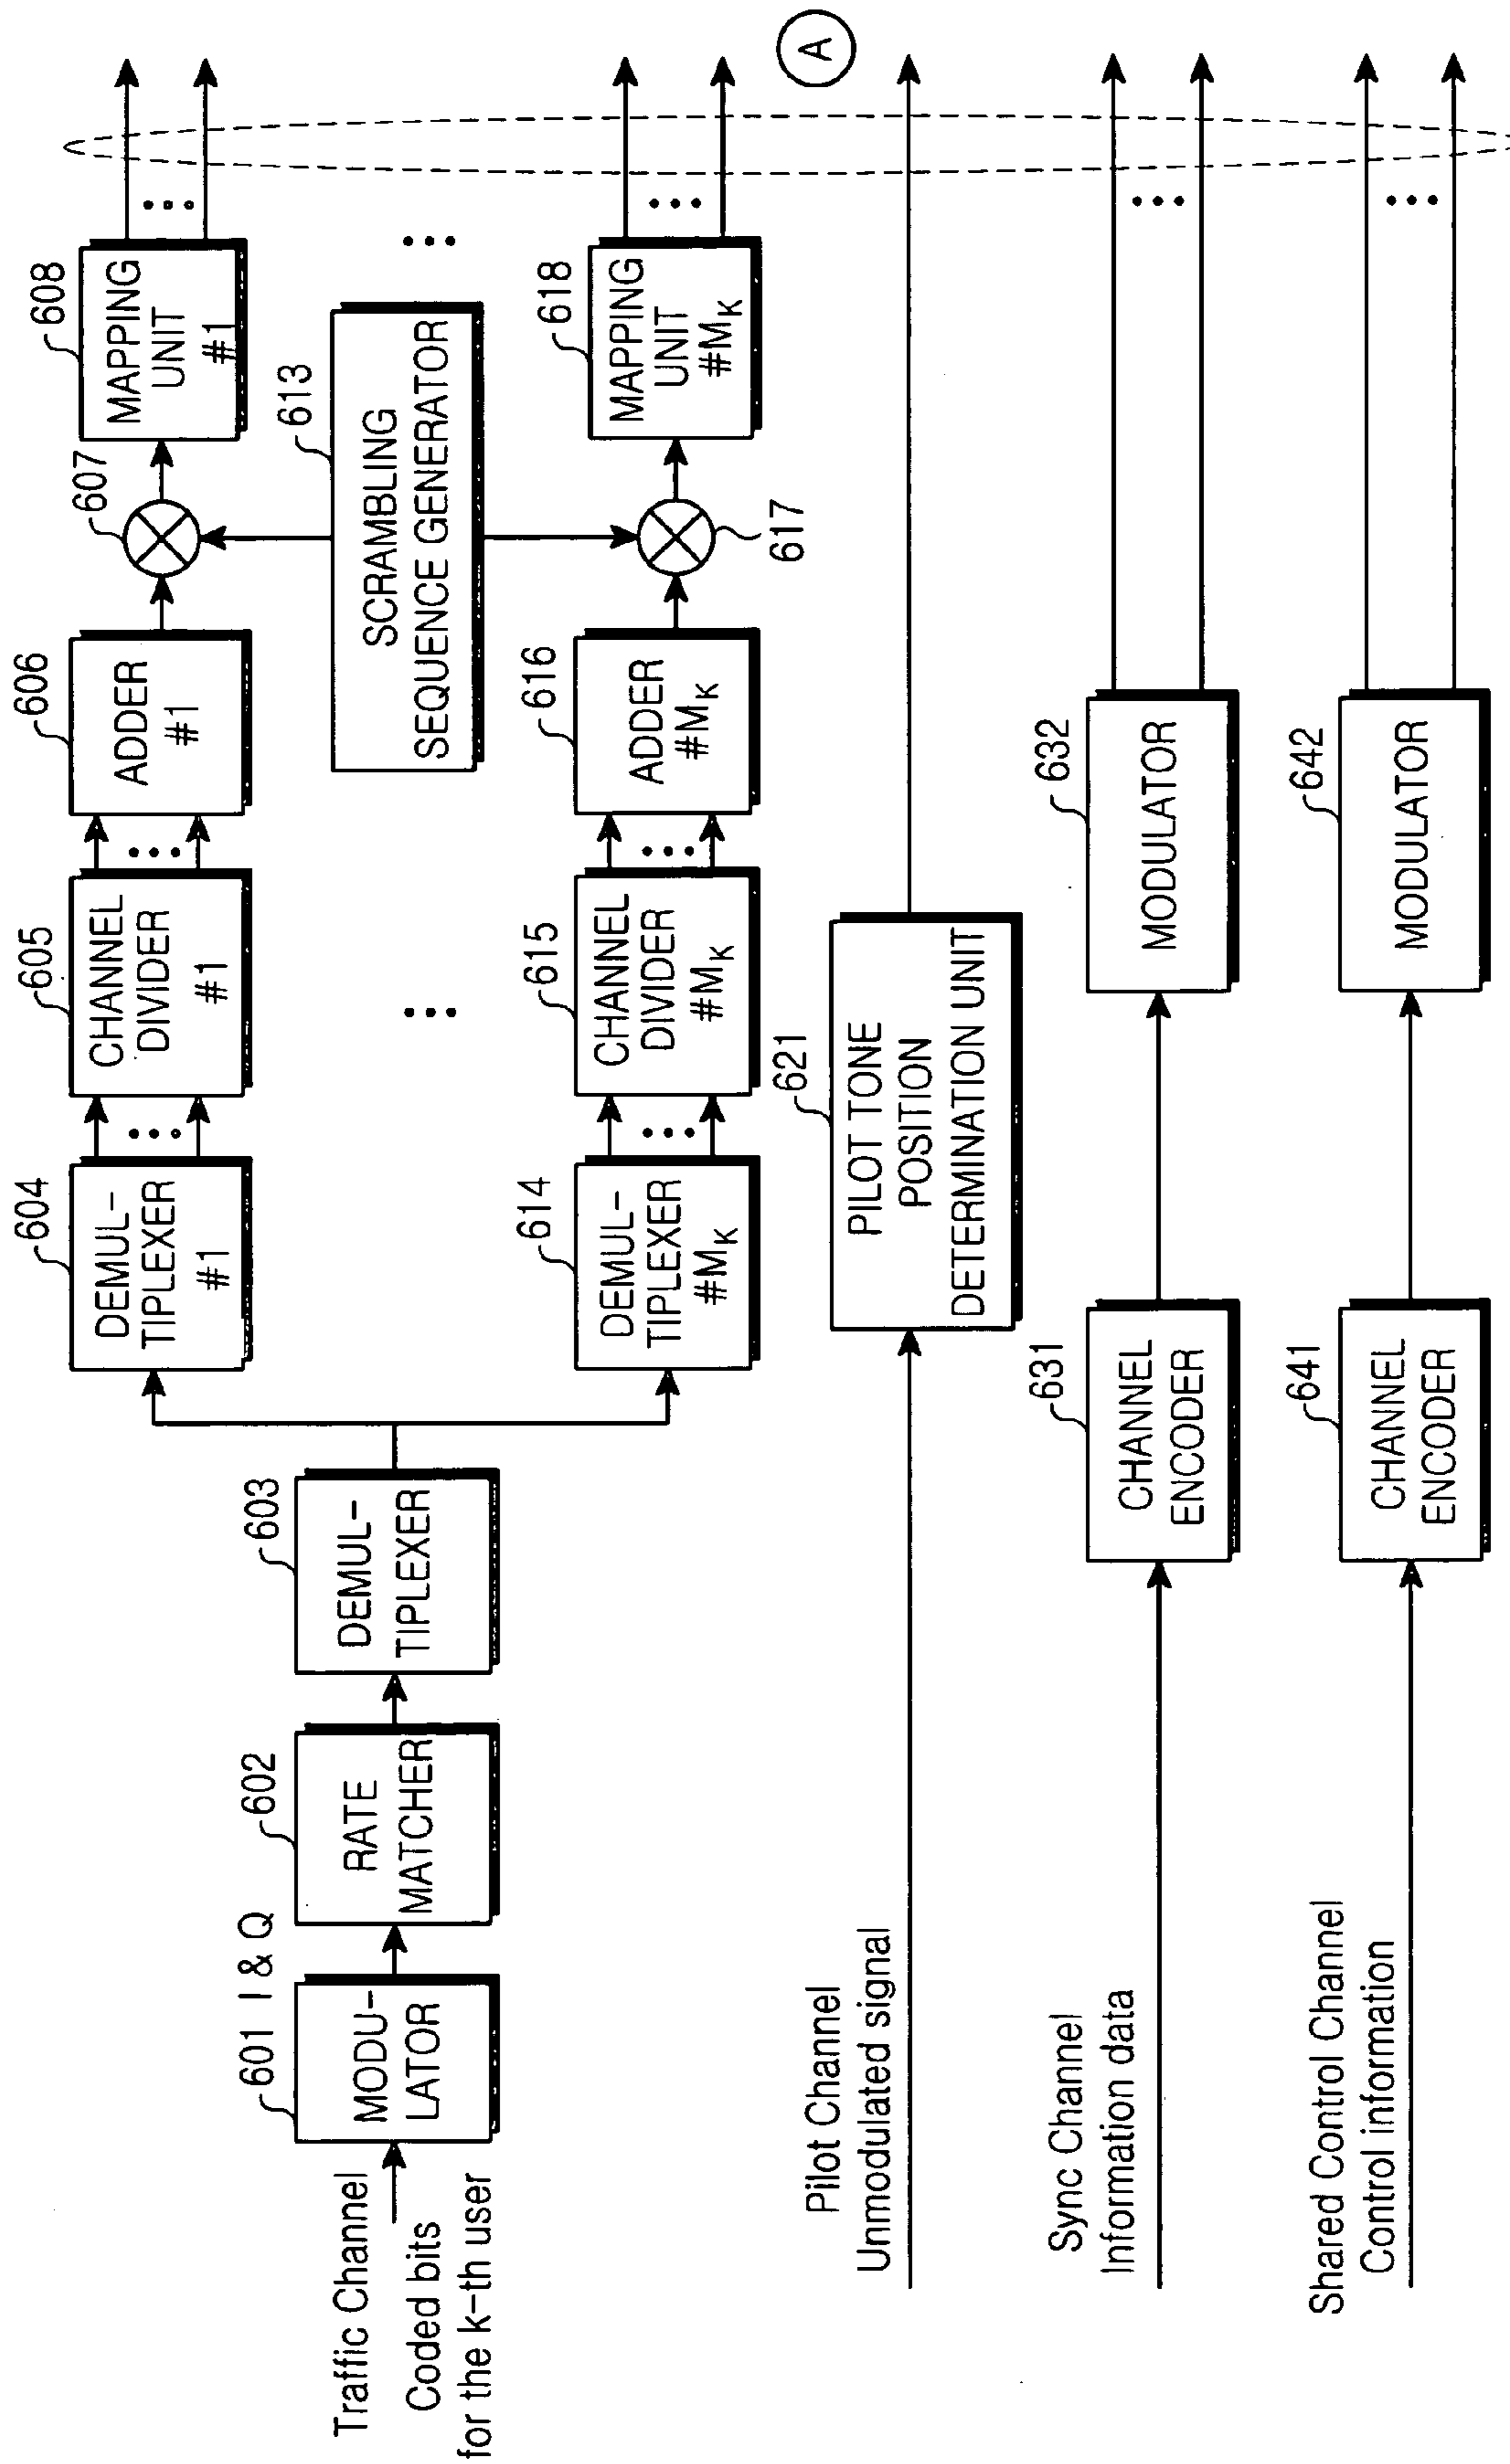 Traffic Channel
Coded bits
for the k-th user
601
I & Q
MODU-
LATOR
602
RATE
MATCHER
603
DEMUL-
TIPLEXER
604
DEMUL-
TIPLEXER
#1
605
CHANNEL
DIVIDER
#1
606
ADDER
#1
607
608
MAPPING
UNIT
#1
613
SCRAMBLING
SEQUENCE GENERATOR
614
DEMUL-
TIPLEXER
#MK
615
CHANNEL
DIVIDER
#MK
616
ADDER
#MK
617
618
MAPPING
UNIT
#MK
A
Pilot Channel
Unmodulated signal
621
PILOT TONE
POSITION
DETERMINATION UNIT
Sync Channel
Information data
631
CHANNEL
ENCODER
632
MODULATOR
Shared Control Channel
Control information
641
CHANNEL
ENCODER
642
MODULATOR